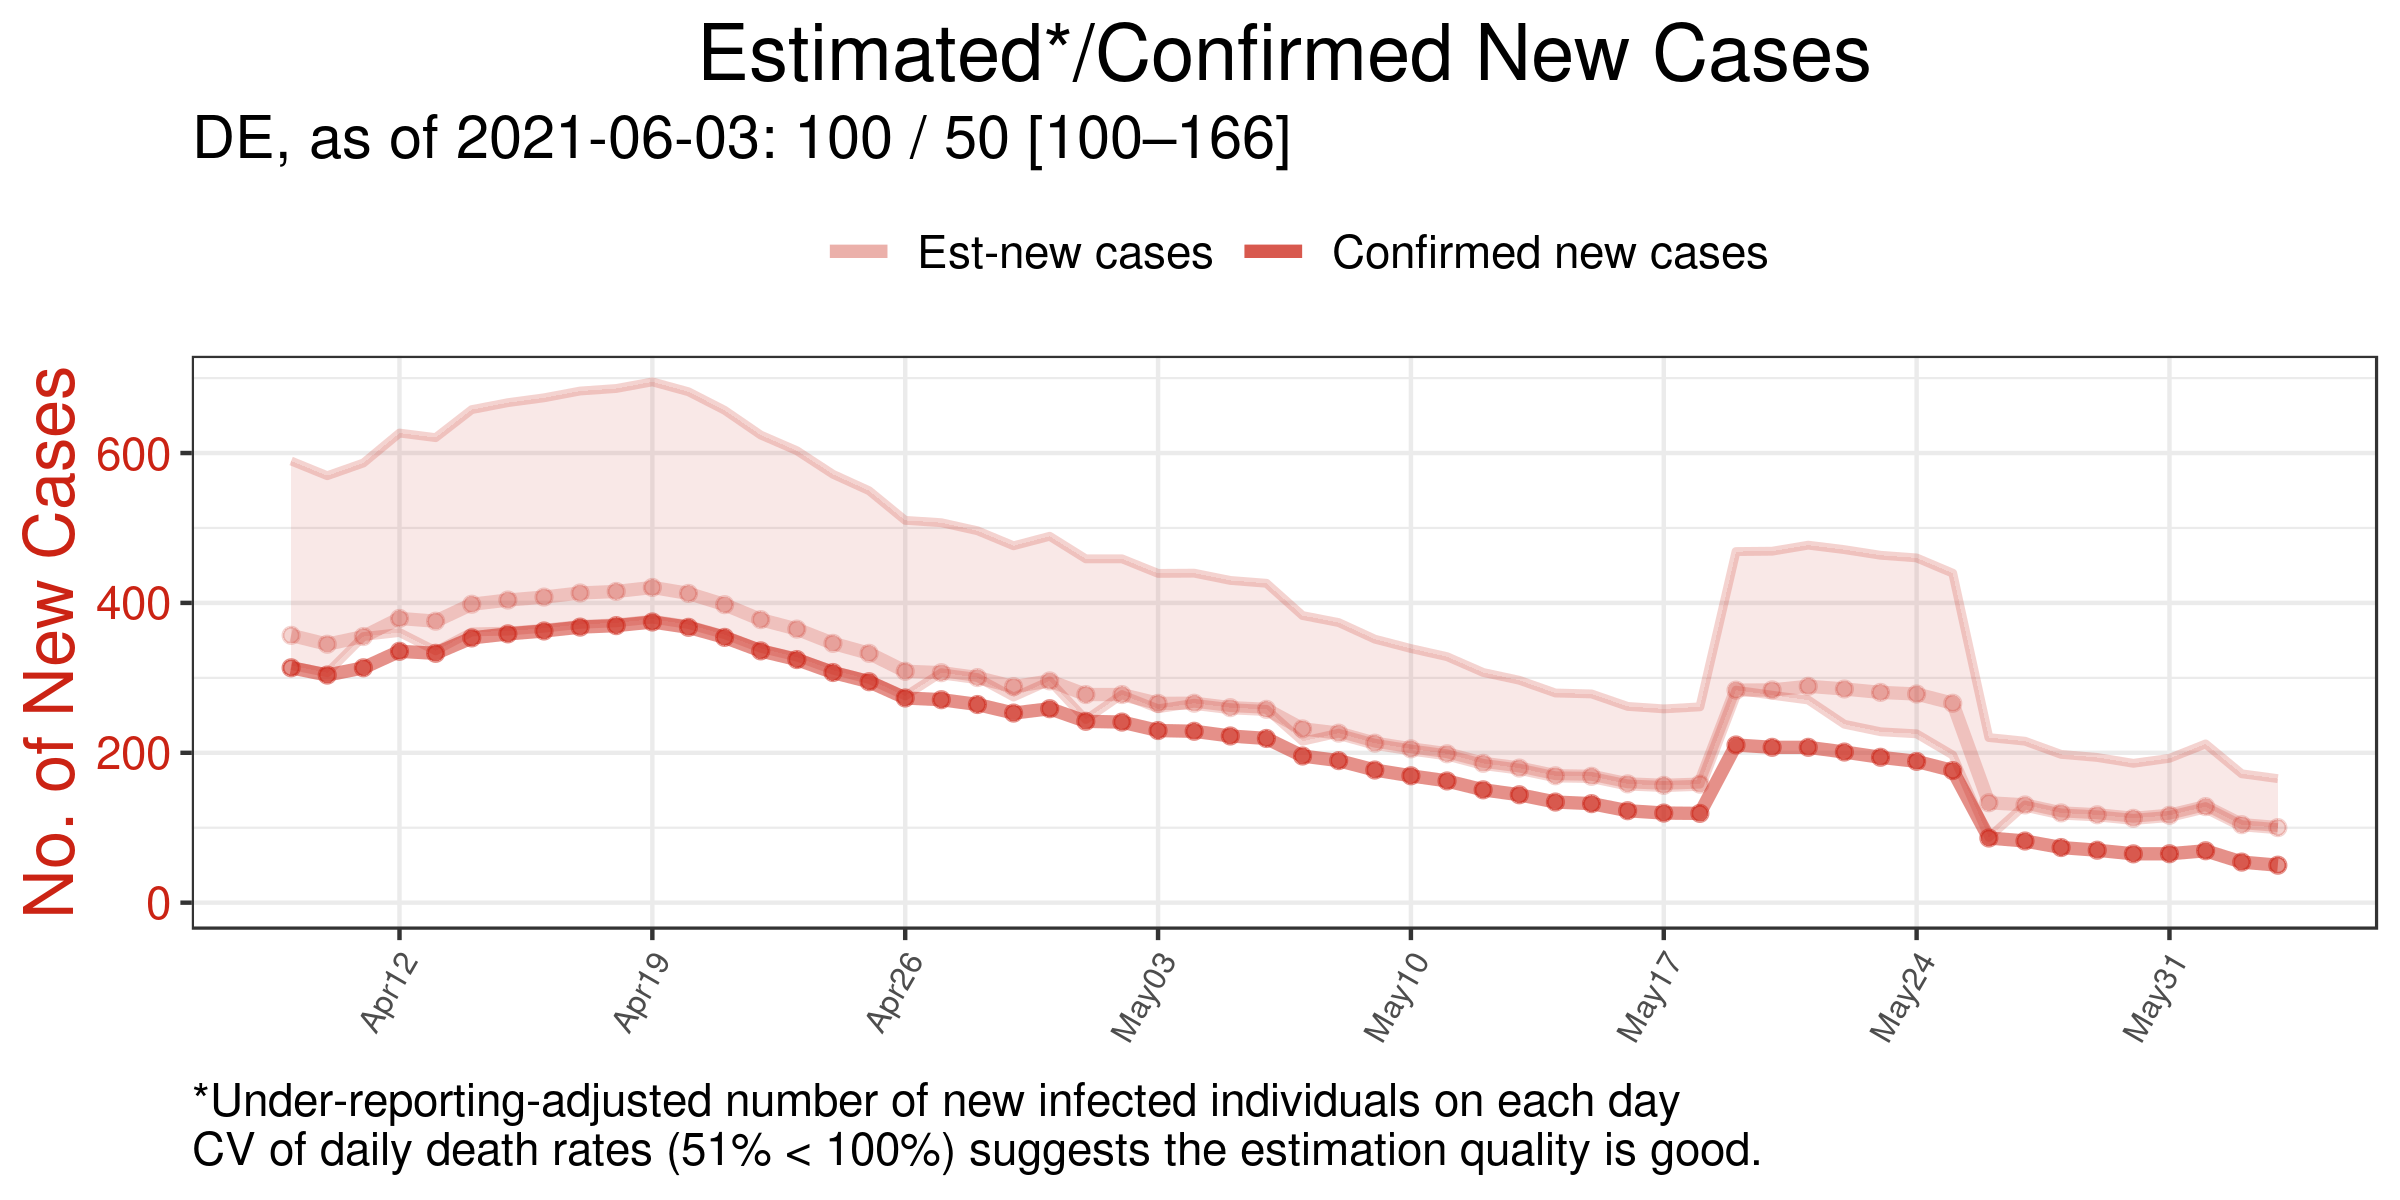 Estimated*/Confirmed New Cases
DE, as of 2021-06-03: 100 / 50 [100–166]
Est-new cases
Confirmed new cases
No. of New Cases
600
400
200
0
Apr12
Apr19
Apr26
May03
May10
May17
May24
May31
*Under-reporting-adjusted number of new infected individuals on each day
CV of daily death rates (51% < 100%) suggests the estimation quality is good.